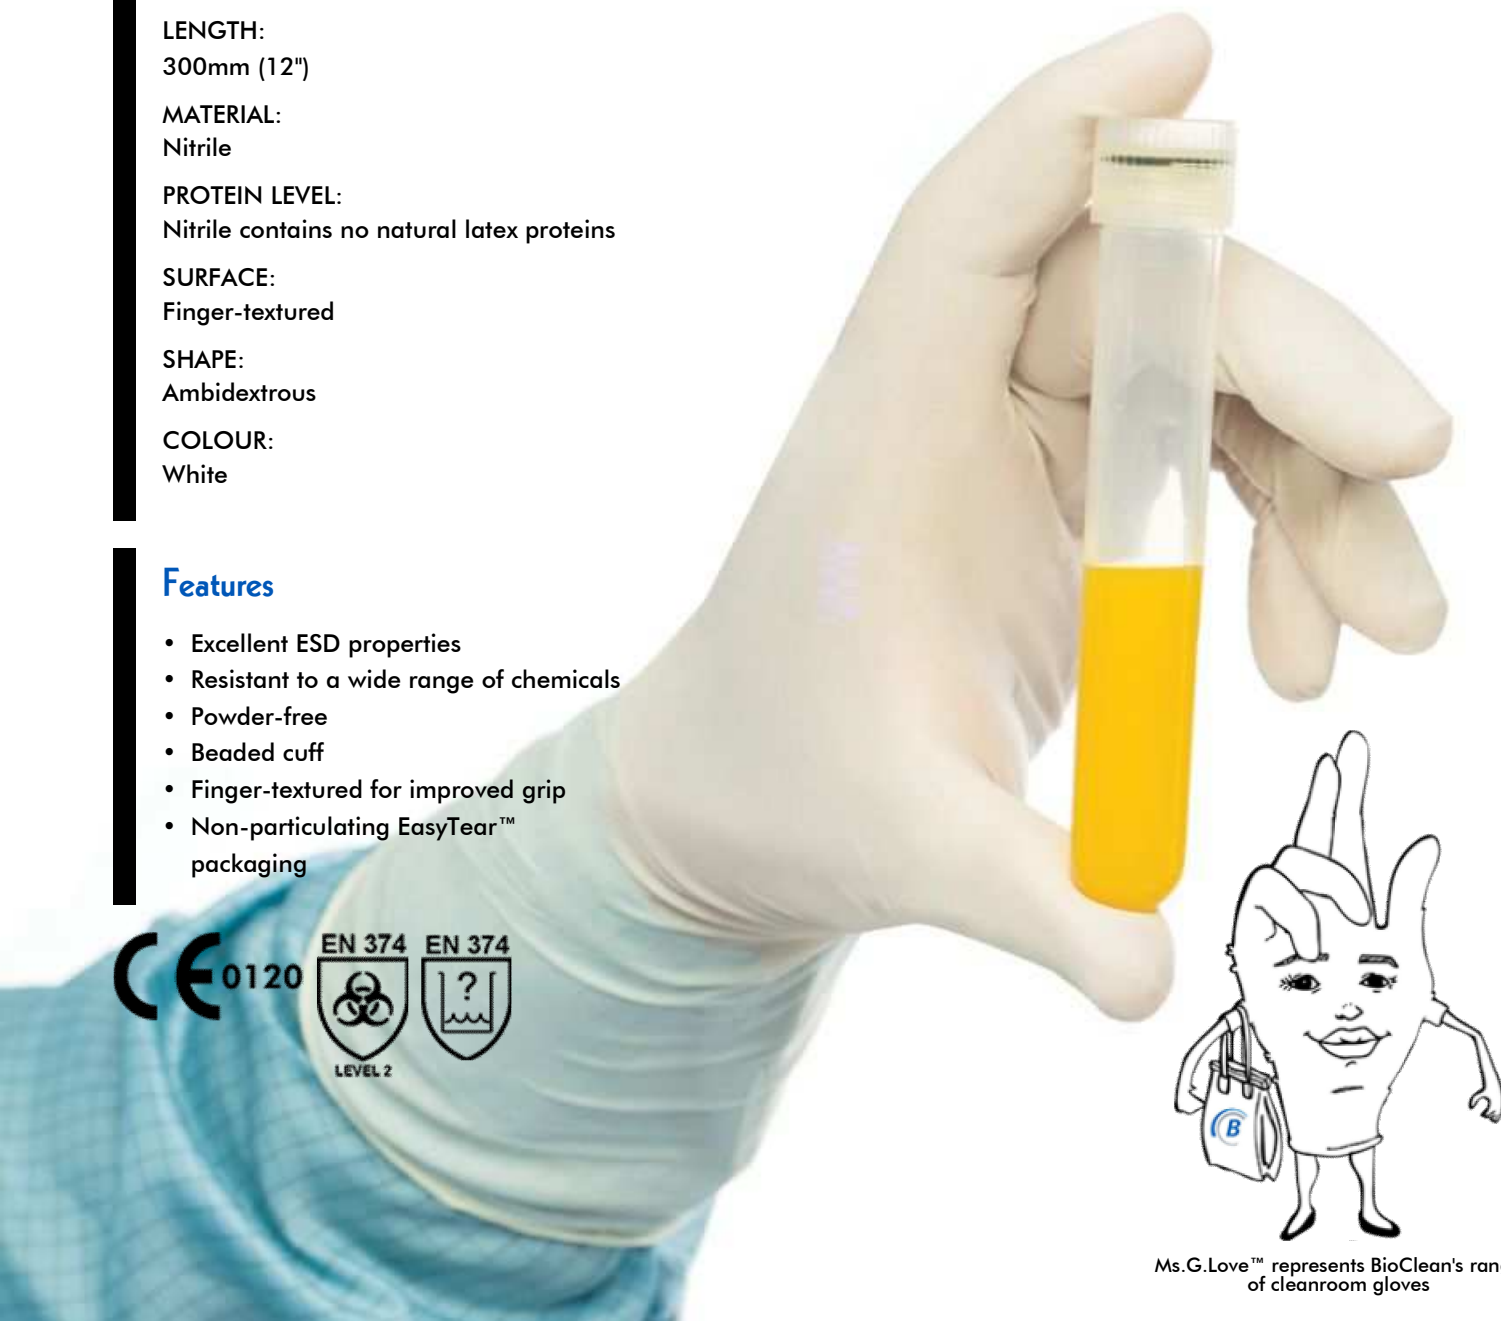 LENGTH:
300mm (12")
MATERIAL:
Nitrile
PROTEIN LEVEL:
Nitrile contains no natural latex proteins
SURFACE:
Finger-textured
SHAPE:
Ambidextrous
COLOUR:
White
Features
• Excellent ESD properties
• Resistant to a wide range of chemicals
• Powder-free
• Beaded cuff
• Finger-textured for improved grip
• Non-particulating EasyTear™
packaging
CE 0120
EN 374 EN 374
?
LEVEL 2
B
Ms.G.Love™ represents BioClean's
of cleanroom gloves